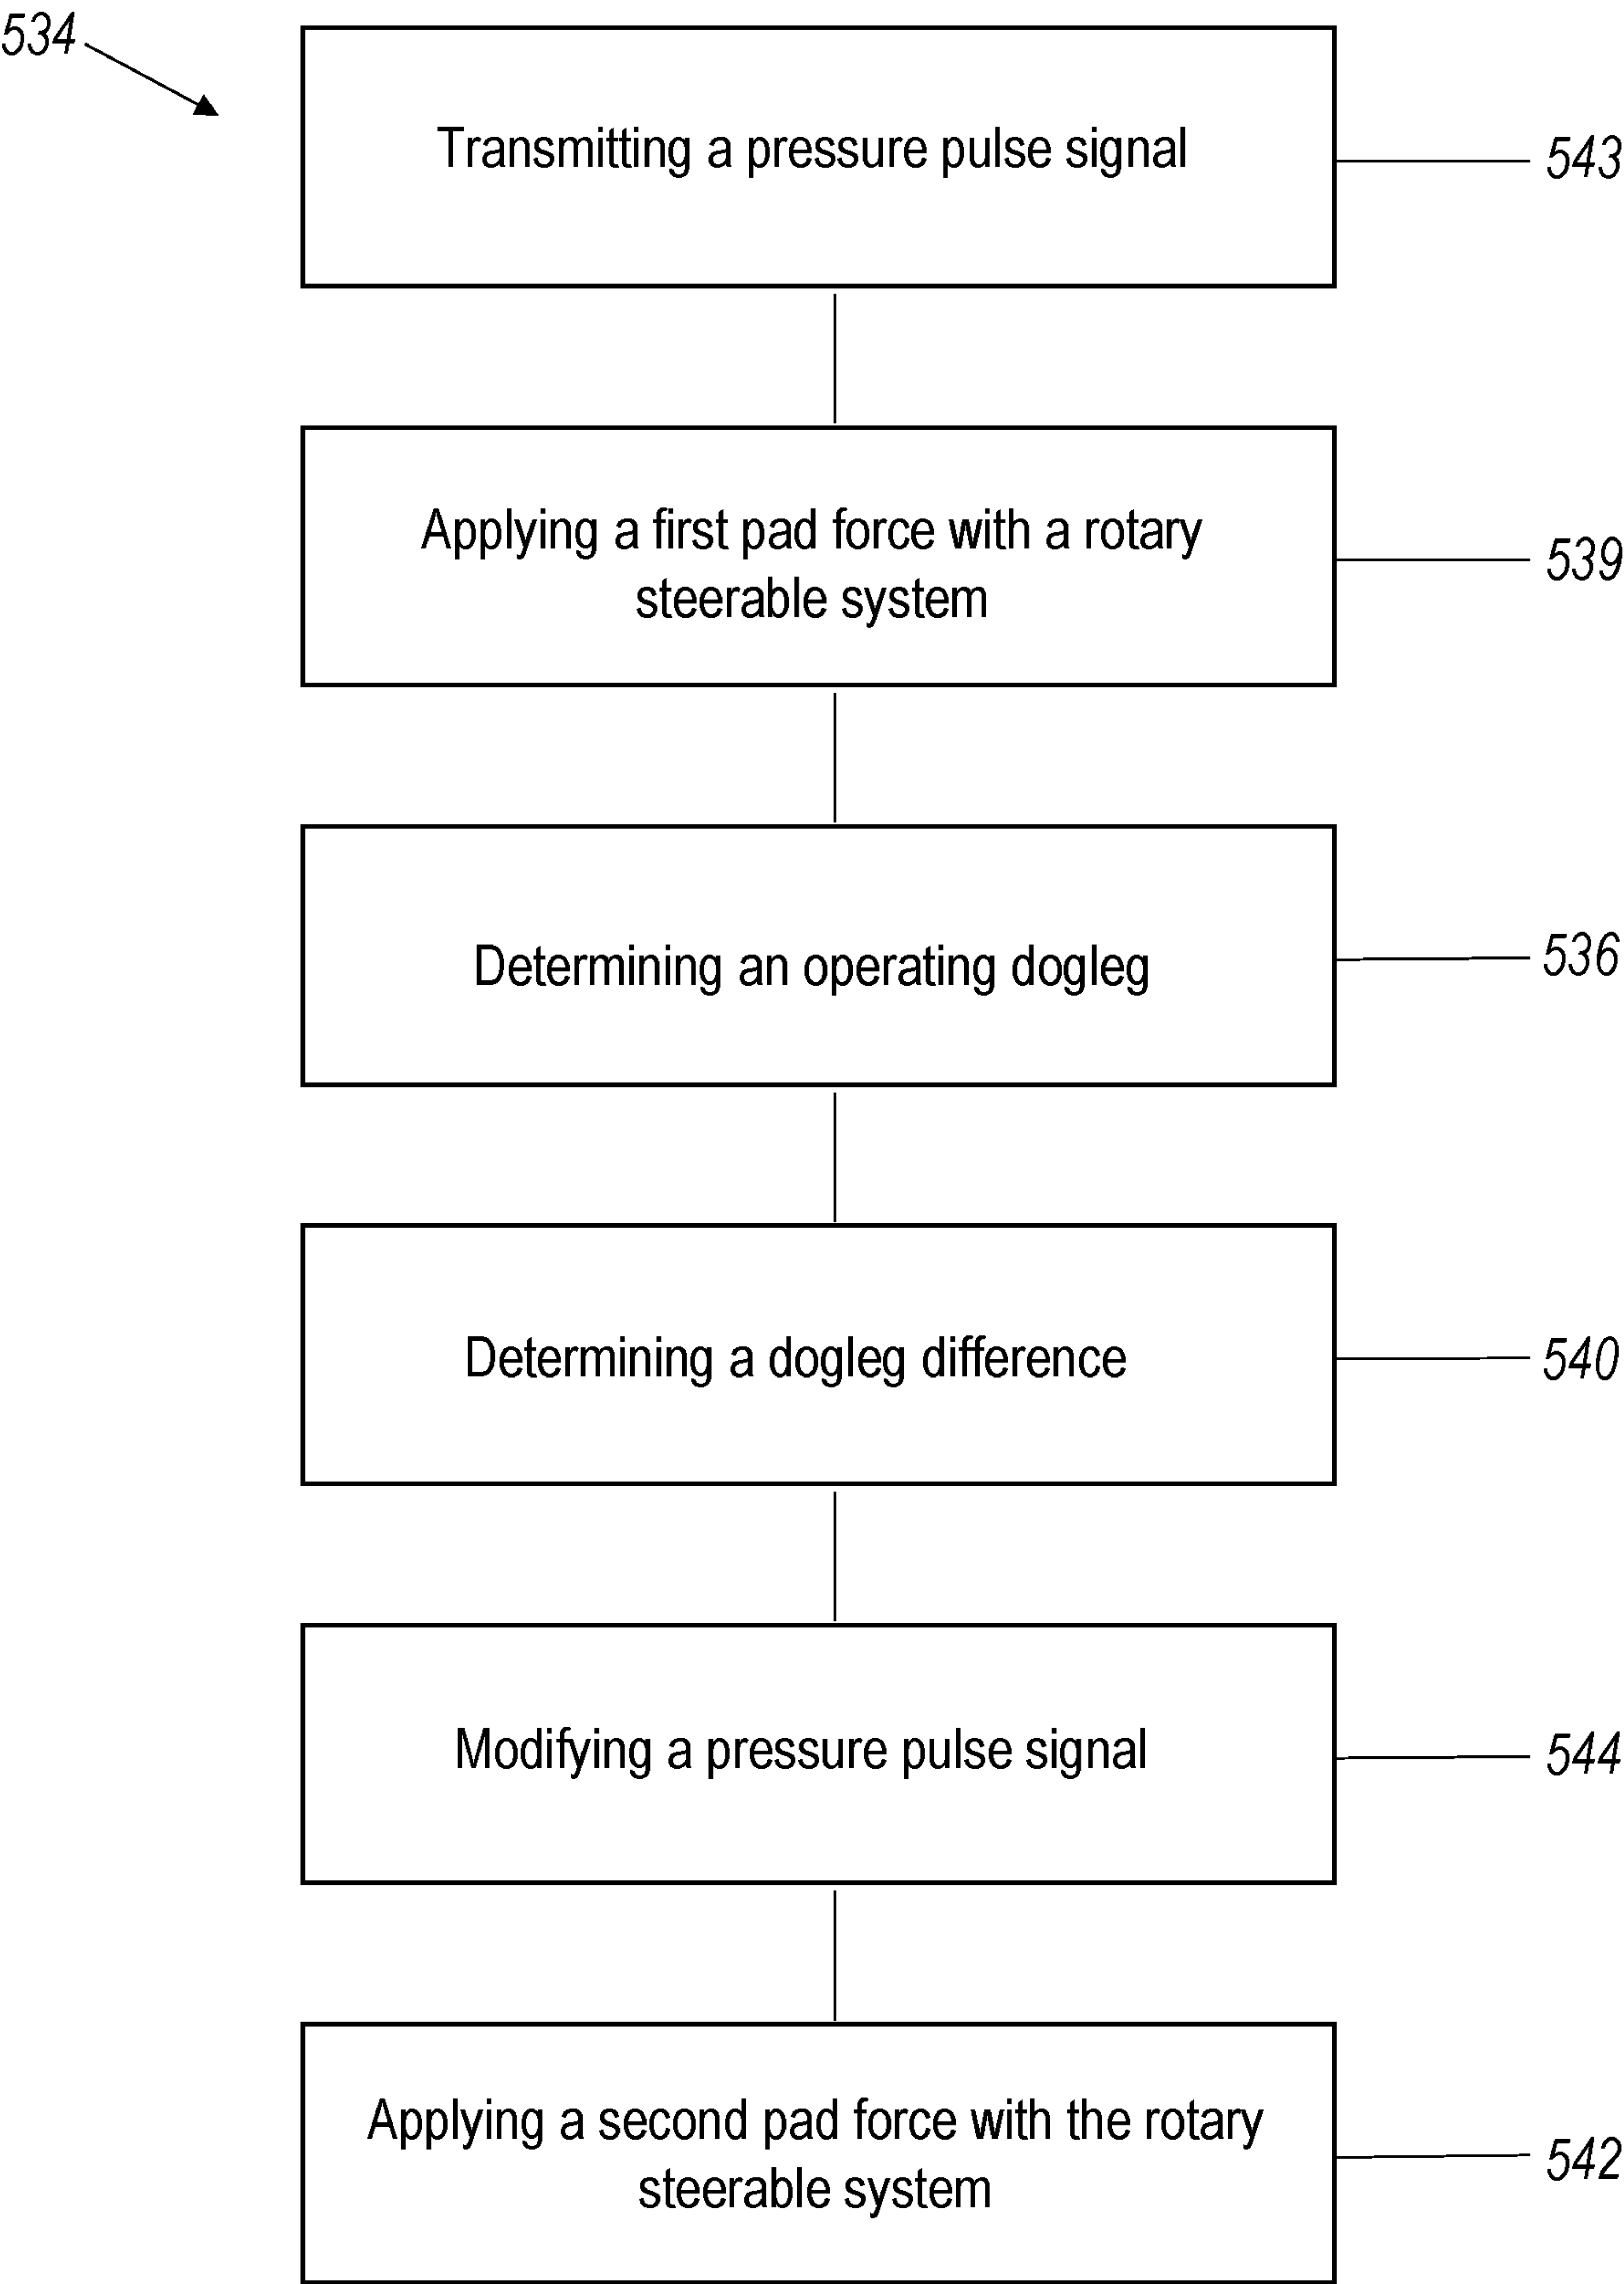 534
Transmitting a pressure pulse signal
543
Applying a first pad force with a rotary
steerable system
539
Determining an operating dogleg
536
Determining a dogleg difference
540
Modifying a pressure pulse signal
544
Applying a second pad force with the rotary
steerable system
542